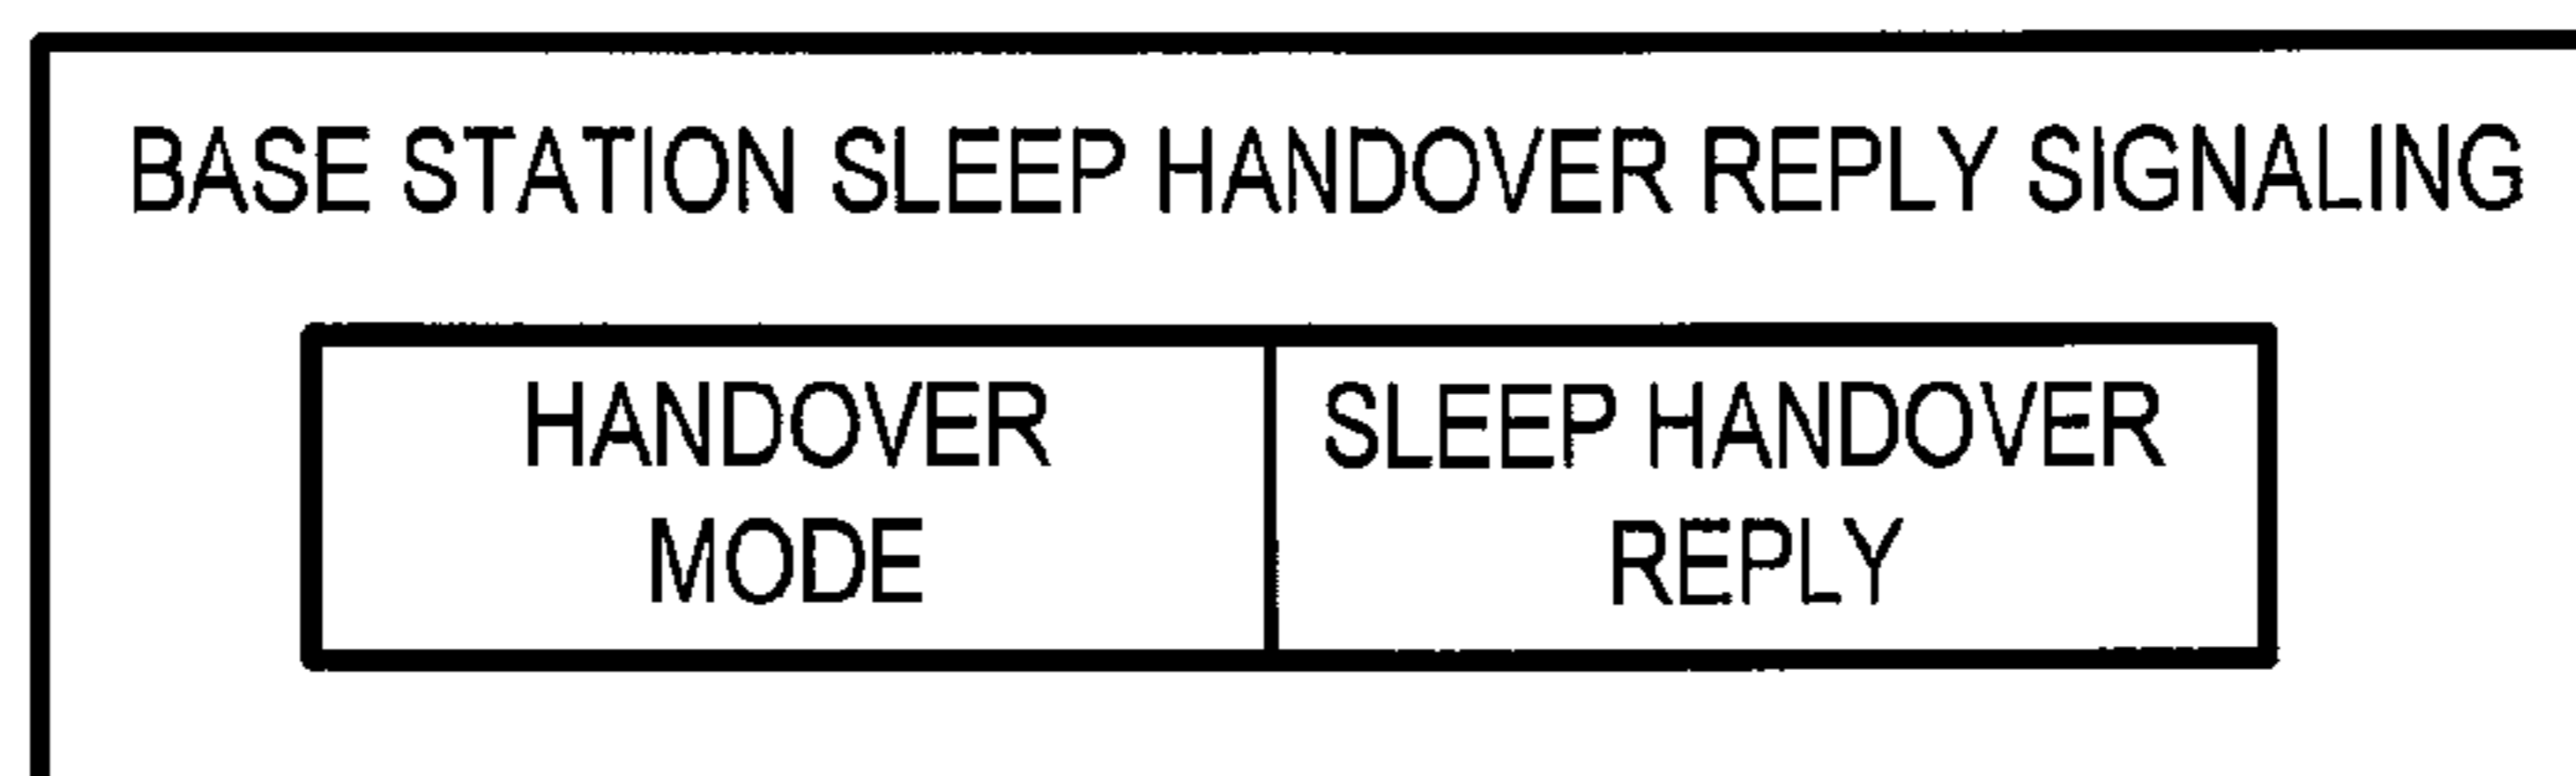 BASE STATION SLEEP HANDOVER REPLY SIGNALING
HANDOVER
MODE
SLEEP HANDOVER
REPLY